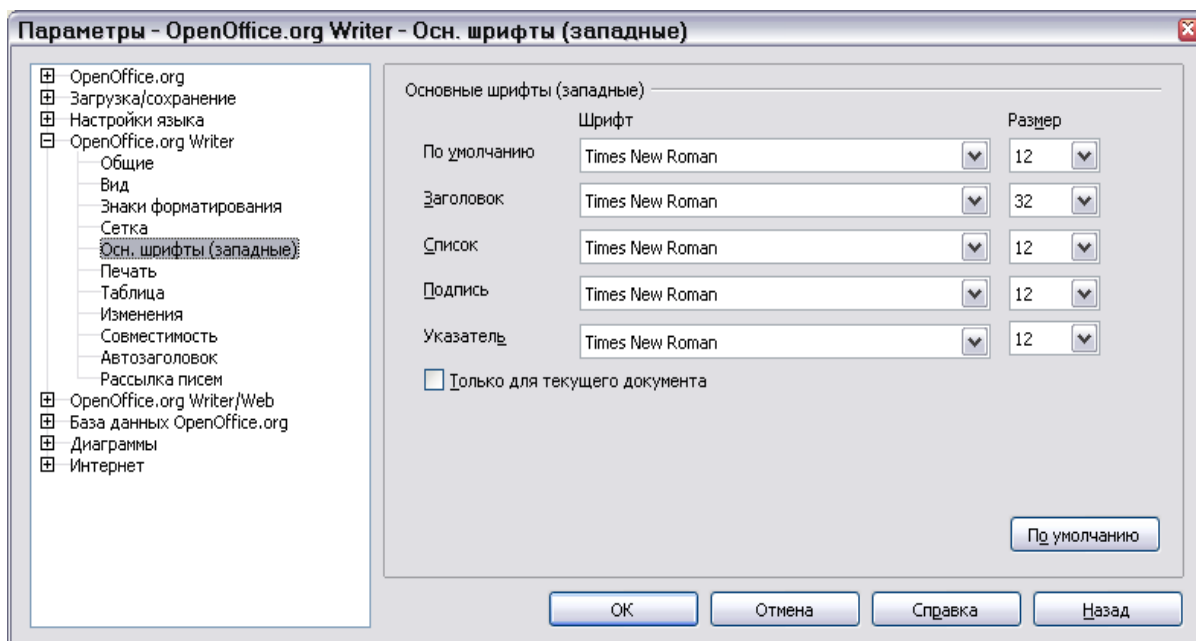 Параметры - OpenOffice.org Writer - Осн. шрифты (западные)
OpenOffice.org
Загрузка/сохранение
Настройки языка
OpenOffice.org Writer
Общие
Вид
Знаки форматирования
Сетка
Осн. шрифты (западные)
Печать
Таблица
Изменения
Совместимость
Автозаголовок
Рассылка писем
OpenOffice.org Writer/Web
База данных OpenOffice.org
Диаграммы
Интернет
Основные шрифты (западные)
Шрифт Размер
По умолчанию Times New Roman 12
Заголовок Times New Roman 32
Список Times New Roman 12
Подпись Times New Roman 12
Указатель Times New Roman 12
Только для текущего документа
По умолчанию
ОК Отмена Справка Назад